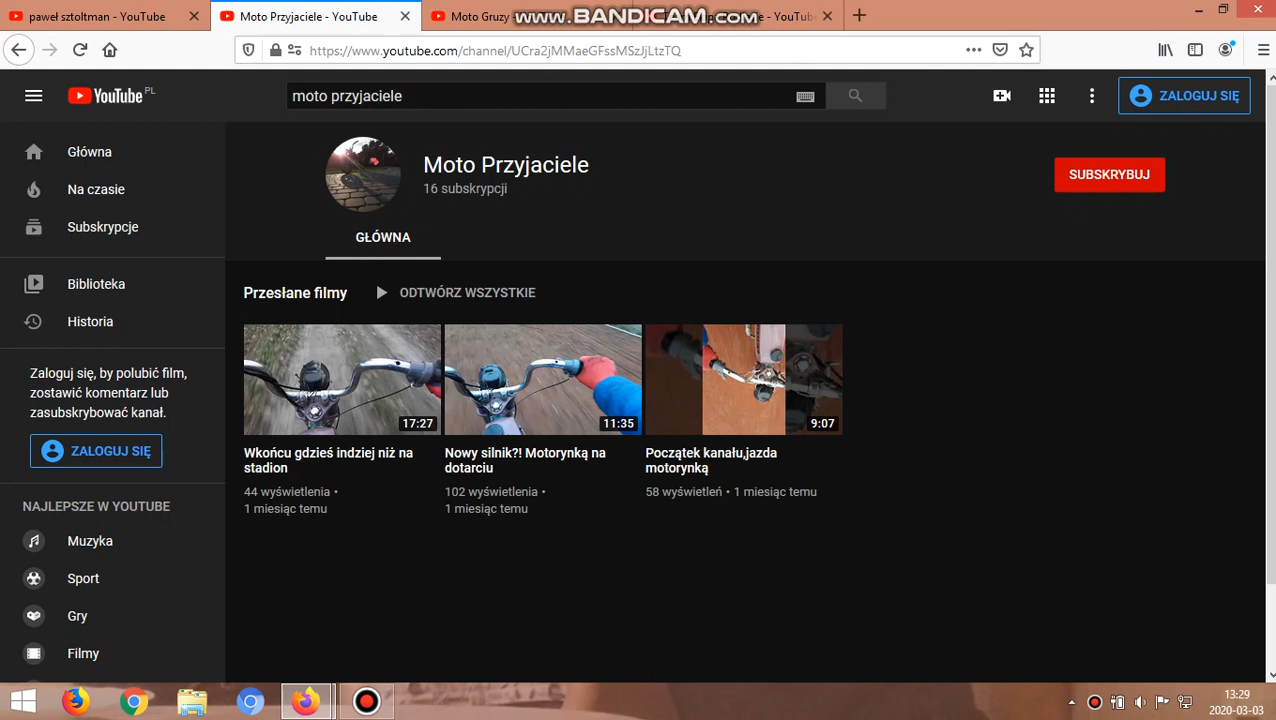 paweł sztoltman - YouTube
Moto Przyjaciele - YouTube
Moto Gruzy -
www.BANDICAM.com
- YouTube
https://www.youtube.com/channel/UCra2jMMaeGFssMSzJjLtzTQ
YouTube PL
moto przyjaciele
ZALOGUJ SIĘ
Główna
Na czasie
Subskrypcje
Biblioteka
Historia
Zaloguj się, by polubić film,
zostawić komentarz lub
zasubskrybować kanał.
ZALOGUJ SIĘ
NAJLEPSZE W YOUTUBE
Muzyka
Sport
Gry
Filmy
Moto Przyjaciele
16 subskrypcji
SUBSKRYBUJ
GŁÓWNA
Przesłane filmy
ODTWÓRZ WSZYSTKIE
17:27
11:35
9:07
Wkońcu gdzieś indziej niż na
stadion
44 wyświetlenia •
1 miesiąc temu
Nowy silnik?! Motorynką na
dotarciu
102 wyświetlenia •
1 miesiąc temu
Początek kanału,jazda
motorynką
58 wyświetleń • 1 miesiąc temu
13:29
2020-03-03